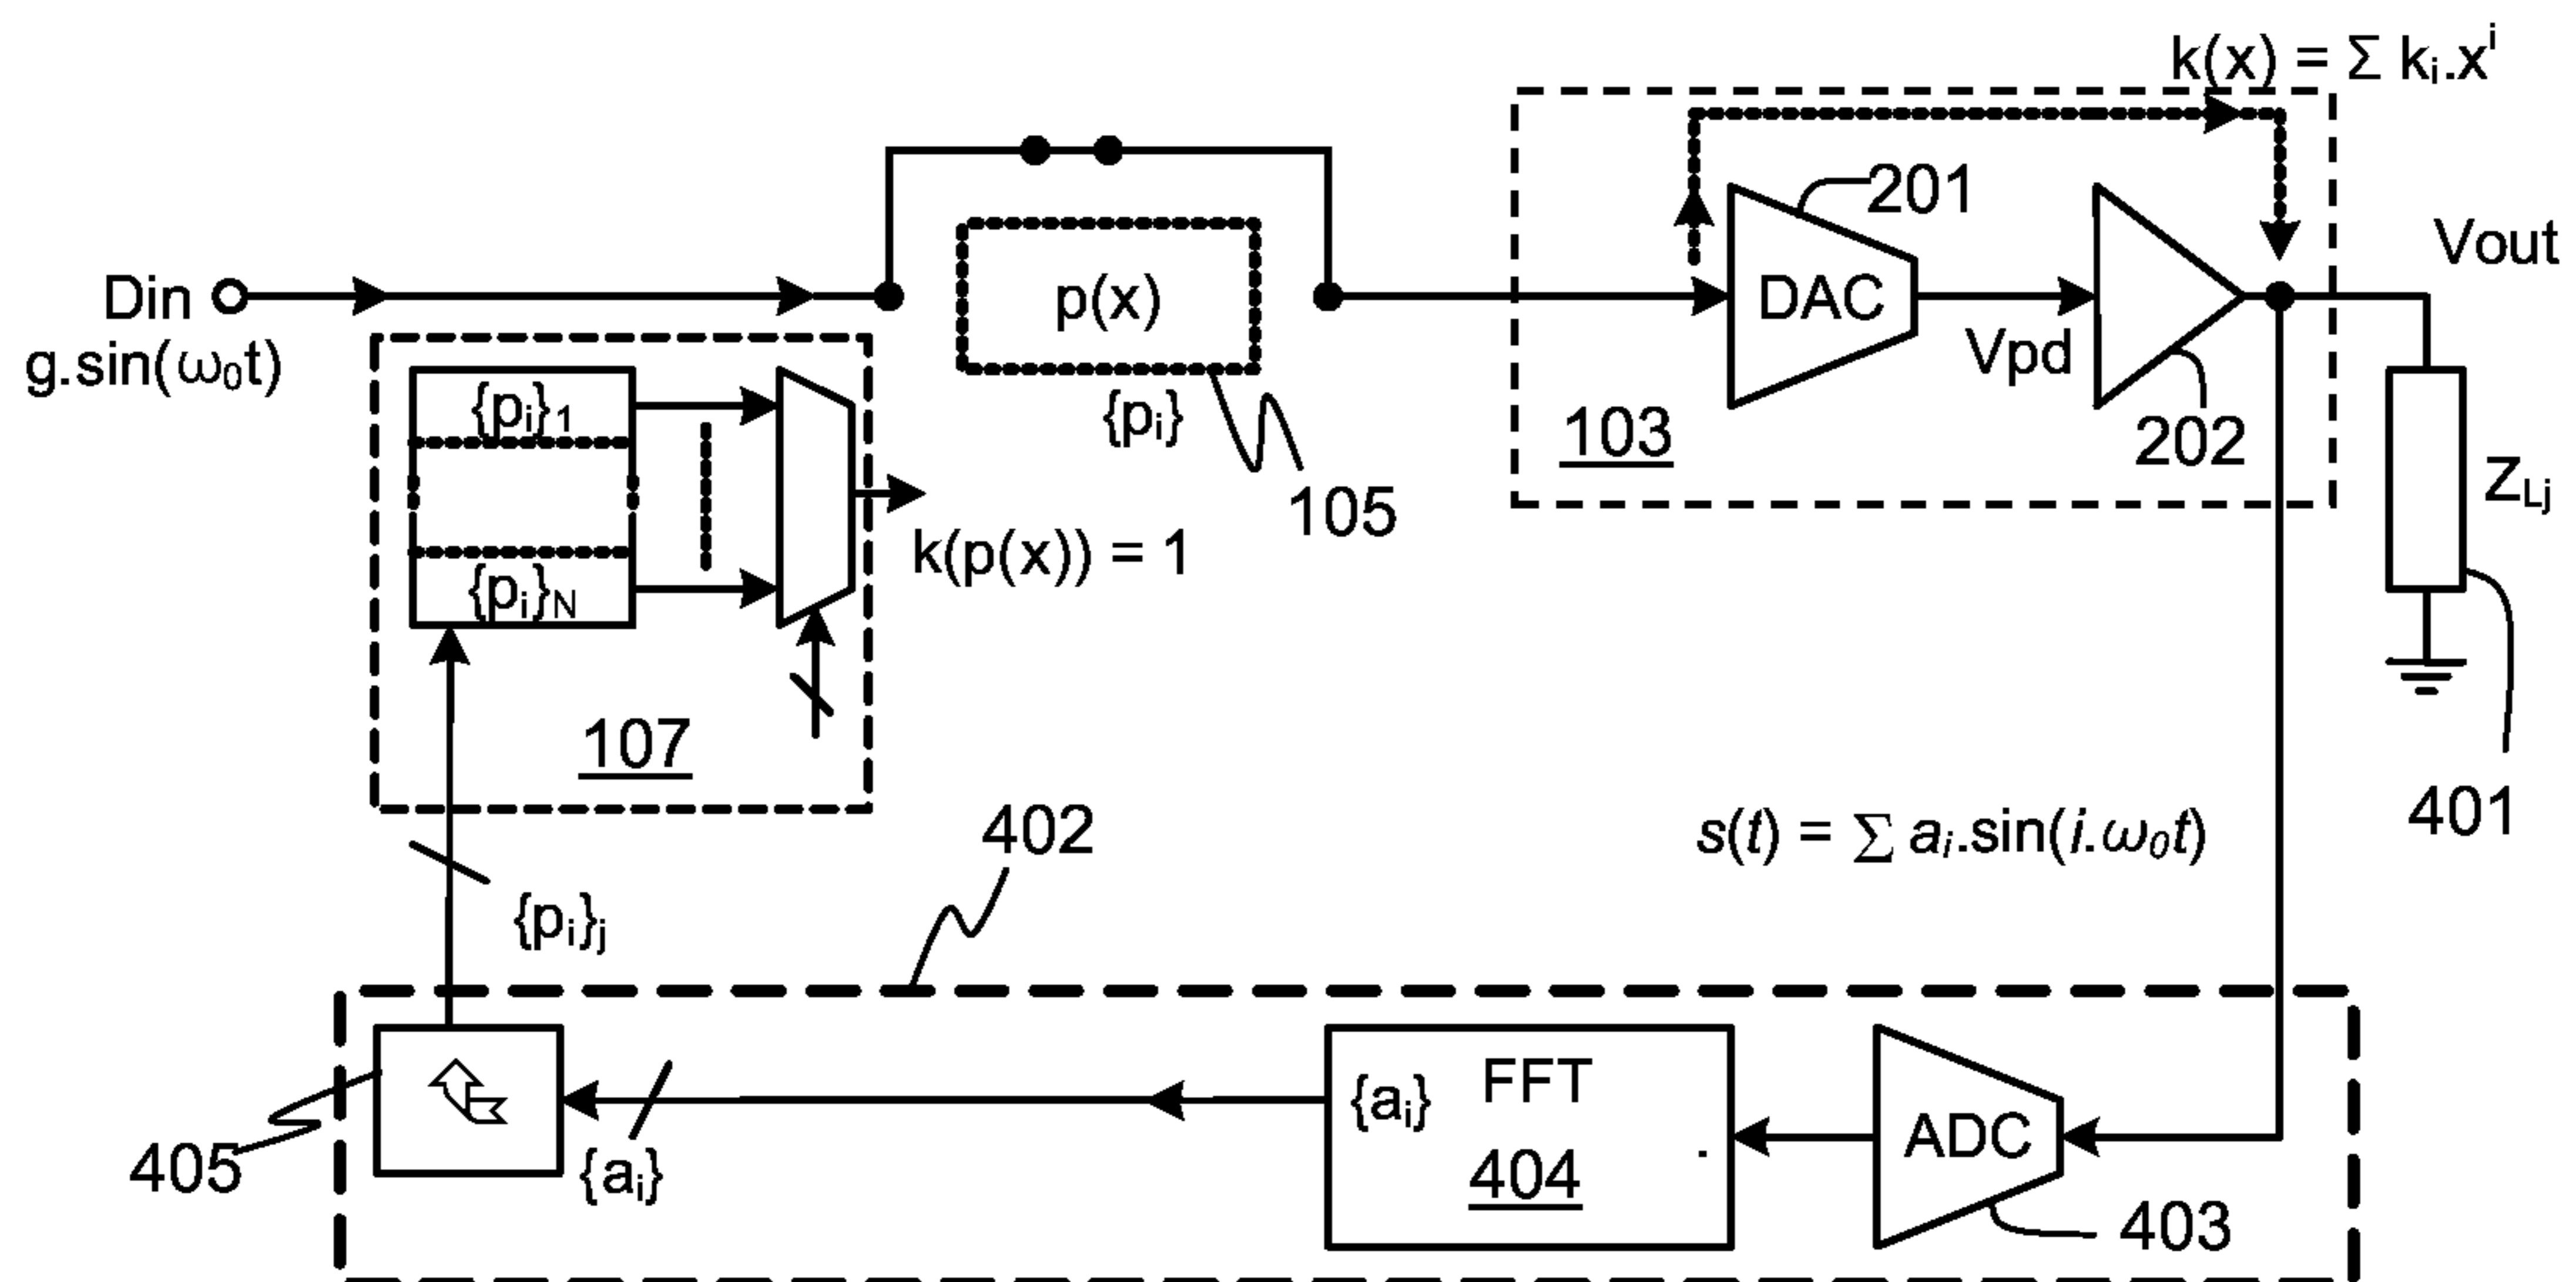 k(x) = Σ kᵢ.xⁱ
201
Vout
Din
p(x)
DAC
g.sin(ω₀t)
Vpd
{pᵢ}₁
{pᵢ}
103
202
Z_Lj
105
k(p(x)) = 1
{pᵢ}_N
107
401
402
s(t) = ∑ aᵢ.sin(i.ω₀t)
{pᵢ}ⱼ
{aᵢ} FFT
ADC
405
404 .
{aᵢ}
403